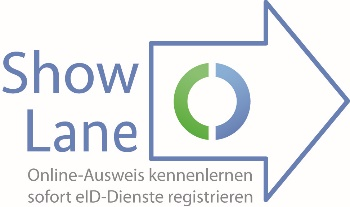 Show
Lane
Online-Ausweis kennenlernen
sofort eID-Dienste registrieren